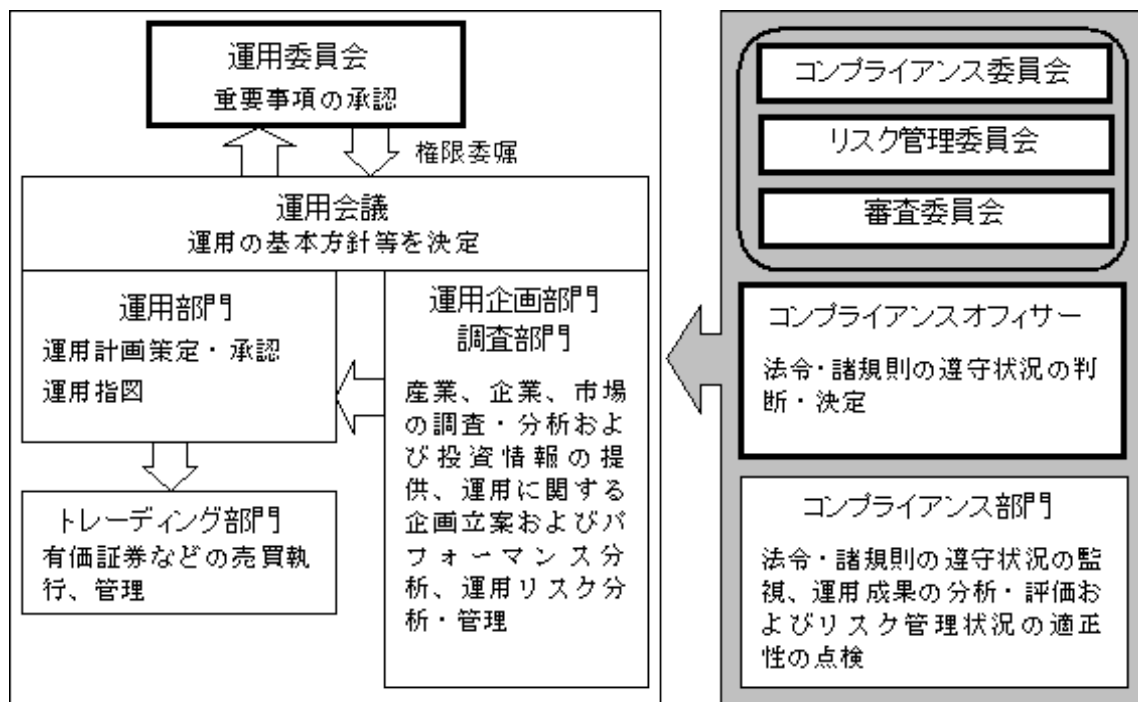 運用委員会
重要事項の承認
権限委嘱
運用会議
運用の基本方針等を決定
運用部門
運用計画策定・承認
運用指図
運用企画部門
調査部門
産業、企業、市場
の調査・分析およ
び投資情報の提
供、運用に関する
企画立案およびパ
フォーマンス分
析、運用リスク分
析・管理
トレーディング部門
有価証券などの売買執
行、管理
コンプライアンス委員会
リスク管理委員会
審査委員会
コンプライアンスオフィサー
法令・諸規則の遵守状況の判
断・決定
コンプライアンス部門
法令・諸規則の遵守状況の監
視、運用成果の分析・評価お
よびリスク管理状況の適正
性の点検